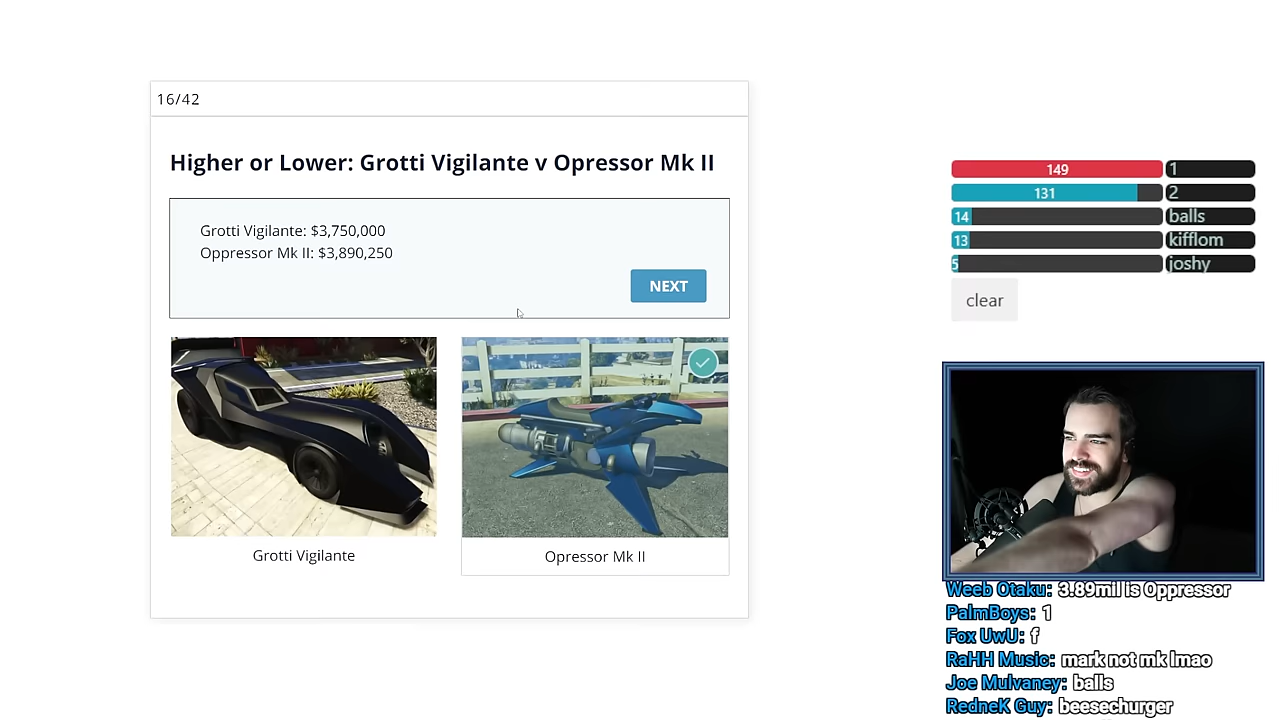 16/42
Higher or Lower: Grotti Vigilante v Opressor Mk II
Grotti Vigilante: $3,750,000
Oppressor Mk II: $3,890,250
NEXT
Grotti Vigilante
Opressor Mk II
149 1
131 2
14 balls
13 kifflom
5 joshy
clear
Weeb Otaku: 3.89mil is Oppressor
PalmBoys: 1
Fox UwU: f
RaHH Music: mark not mk lmao
Joe Mulvaney: balls
RedneK Guy: beesechurger